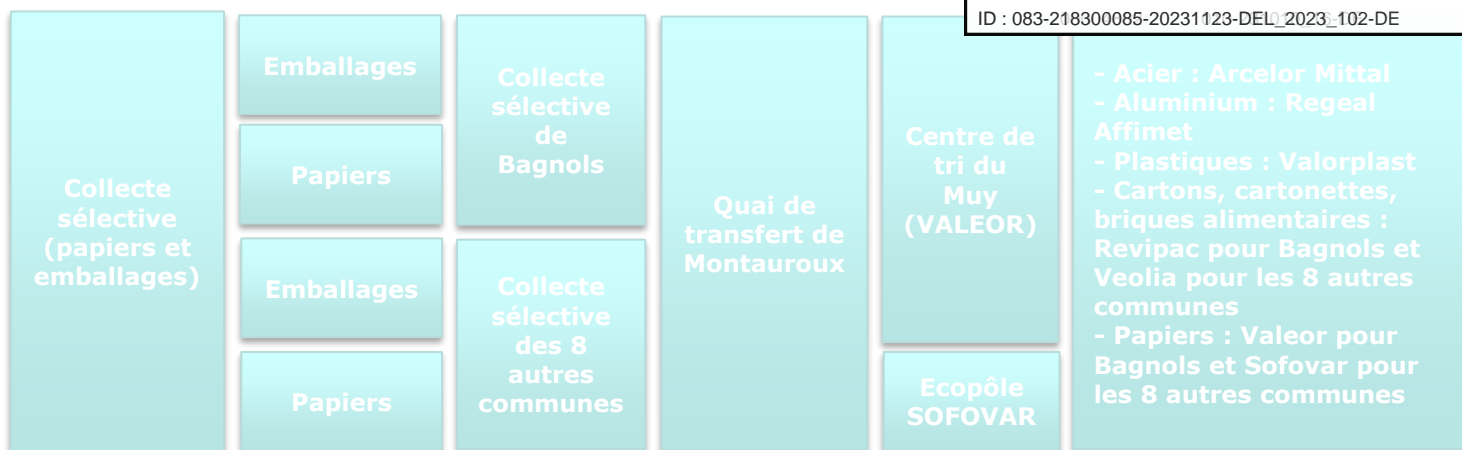 ID : 083-218300085-20231123-DEL_2023_102-DE
Collecte
sélective
(papiers et
emballages)
Emballages
Papiers
Emballages
Papiers
Collecte
sélective
de
Bagnols
Collecte
sélective
des 8
autres
communes
Quai de
transfert de
Montauroux
Centre de
tri du
Muy
(VALEOR)
Ecopôle
SOFOVAR
- Acier : Arcelor Mittal
- Aluminium : Regeal
Affimet
- Plastiques : Valorplast
- Cartons, cartonettes,
briques alimentaires :
Revipac pour Bagnols et
Veolia pour les 8 autres
communes
- Papiers : Valeor pour
Bagnols et Sofovar pour
les 8 autres communes